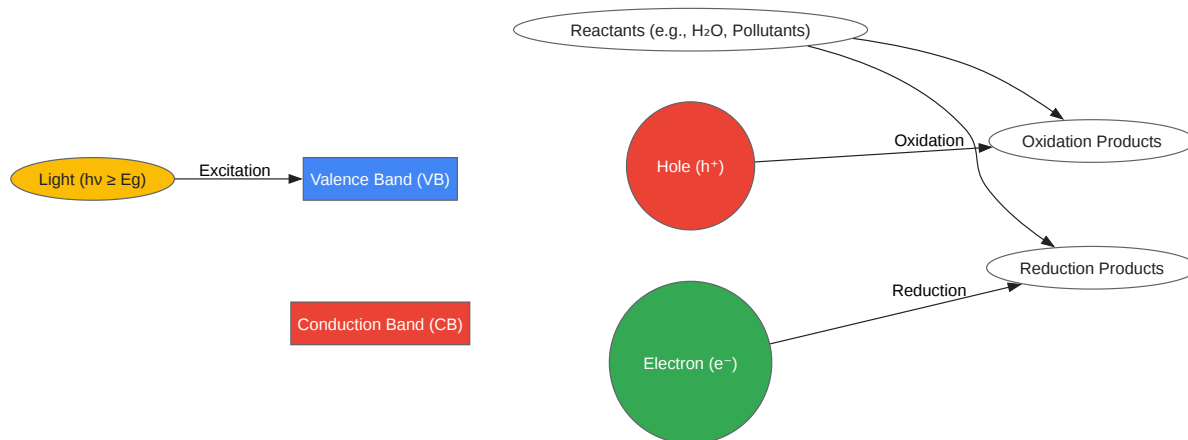 Reactants (e.g., H₂O, Pollutants)
Oxidation
Oxidation Products
Hole (h⁺)
Light (hν ≥ Eg)
Excitation
Valence Band (VB)
Reduction Products
Reduction
Conduction Band (CB)
Electron (e⁻)